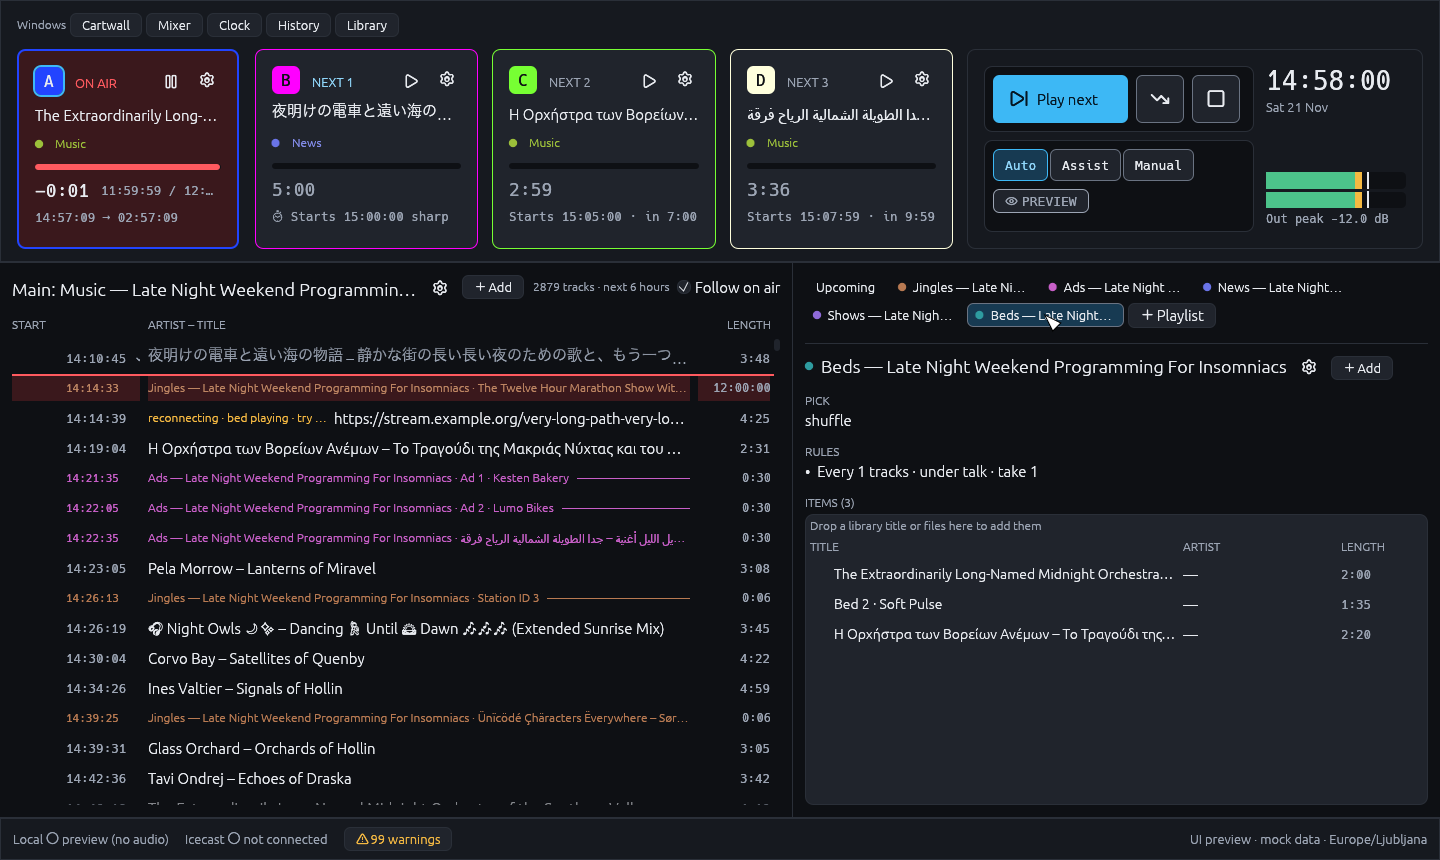 Windows Cartwall Mixer Clock History Library
A ON AIR
The Extraordinarily Long-…
Music
−0:01 11:59:59 / 12:…
14:57:09 → 02:57:09
B NEXT 1
夜明けの電車と遠い海の…
News
5:00
Starts 15:00:00 sharp
C NEXT 2
Η Ορχήστρα των Βορείων…
Music
2:59
Starts 15:05:00 · in 7:00
D NEXT 3
جدا الطويلة الشمالية الرياح فرقة…
Music
3:36
Starts 15:07:59 · in 9:59
Play next
14:58:00
Sat 21 Nov
Auto Assist Manual
PREVIEW
Out peak -12.0 dB
Main: Music — Late Night Weekend Programmin… + Add 2879 tracks · next 6 hours Follow on air
START ARTIST – TITLE LENGTH
14:10:45 夜明けの電車と遠い海の物語 – 静かな街の長い長い夜のための歌と、もう一つ… 3:48
14:14:33 Jingles — Late Night Weekend Programming For Insomniacs · The Twelve Hour Marathon Show Wit… 12:00:00
14:14:39 reconnecting · bed playing · try … https://stream.example.org/very-long-path-very-lo… 4:25
14:19:04 Η Ορχήστρα των Βορείων Ανέμων – Το Τραγούδι της Μακριάς Νύχτας και του … 2:31
14:21:35 Ads — Late Night Weekend Programming For Insomniacs · Ad 1 · Kesten Bakery 0:30
14:22:05 Ads — Late Night Weekend Programming For Insomniacs · Ad 2 · Lumo Bikes 0:30
14:22:35 Ads — Late Night Weekend Programming For Insomniacs · يل الليل أغنية – جدا الطويلة الشمالية الرياح فرقة… 0:30
14:23:05 Pela Morrow – Lanterns of Miravel 3:08
14:26:13 Jingles — Late Night Weekend Programming For Insomniacs · Station ID 3 0:06
14:26:19 🎧 Night Owls 🌙✨ – Dancing 💃 Until 🌅 Dawn 🎶🎶🎶 (Extended Sunrise Mix) 3:45
14:30:04 Corvo Bay – Satellites of Quenby 4:22
14:34:26 Ines Valtier – Signals of Hollin 4:59
14:39:25 Jingles — Late Night Weekend Programming For Insomniacs · Ünïcödé Çhäracters Ëverywhere – Sør… 0:06
14:39:31 Glass Orchard – Orchards of Hollin 3:05
14:42:36 Tavi Ondrej – Echoes of Draska 3:42
Upcoming Jingles — Late Ni… Ads — Late Night … News — Late Night…
Shows — Late Nigh… Beds — Late Night… + Playlist
Beds — Late Night Weekend Programming For Insomniacs + Add
PICK
shuffle
RULES
• Every 1 tracks · under talk · take 1
ITEMS (3)
Drop a library title or files here to add them
TITLE ARTIST LENGTH
The Extraordinarily Long-Named Midnight Orchestra… — 2:00
Bed 2 · Soft Pulse — 1:35
Η Ορχήστρα των Βορείων Ανέμων – Το Τραγούδι της… — 2:20
Local preview (no audio) Icecast not connected 99 warnings
UI preview · mock data · Europe/Ljubljana